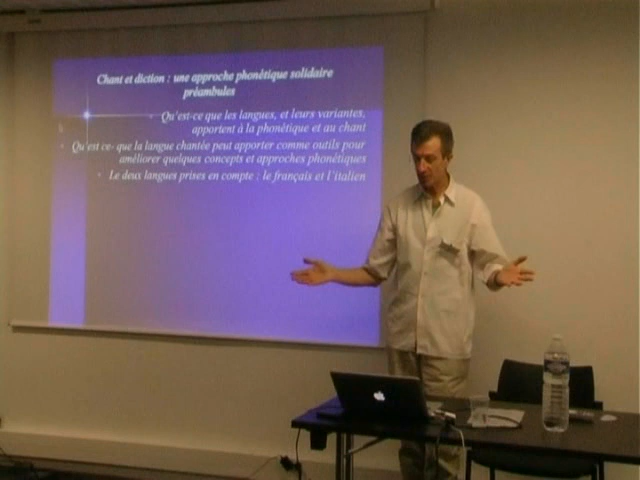 Chant et diction : une approche phonétique solidaire
préambules
• Qu'est-ce que les langues, et leurs variantes,
apportent à la phonétique et au chant
• Qu'est ce- que la langue chantée peut apporter comme outils pour
améliorer quelques concepts et approches phonétiques
• Le deux langues prises en compte : le français et l'italien